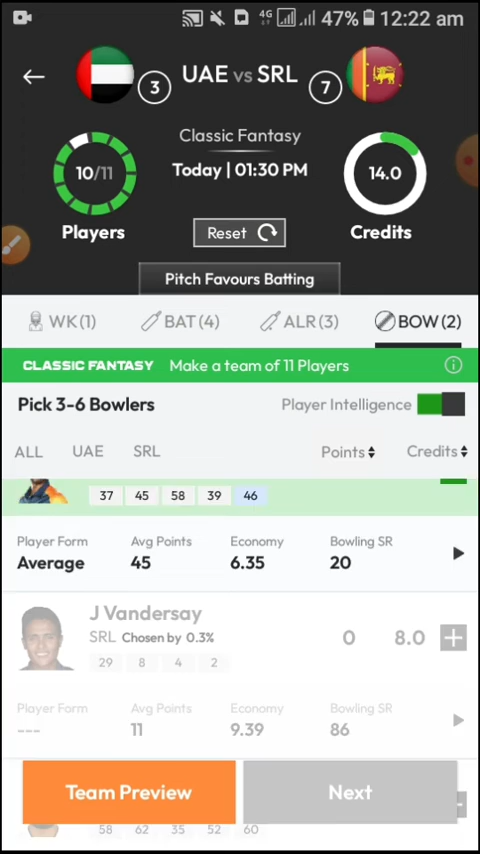 4G 47% 12:22 am
3 UAE vs SRL 7
Classic Fantasy
10/11 Today | 01:30 PM 14.0
Players Reset Credits
Pitch Favours Batting
WK(1) BAT(4) ALR(3) BOW(2)
CLASSIC FANTASY Make a team of 11 Players
Pick 3-6 Bowlers Player Intelligence
ALL UAE SRL Points Credits
37 45 58 39 46
Player Form Avg Points Economy Bowling SR
Average 45 6.35 20
J Vandersay
SRL Chosen by 0.3% 0 8.0
29 8 4 2
Player Form Avg Points Economy Bowling SR
--- 11 9.39 86
Team Preview Next
58 62 35 52 60